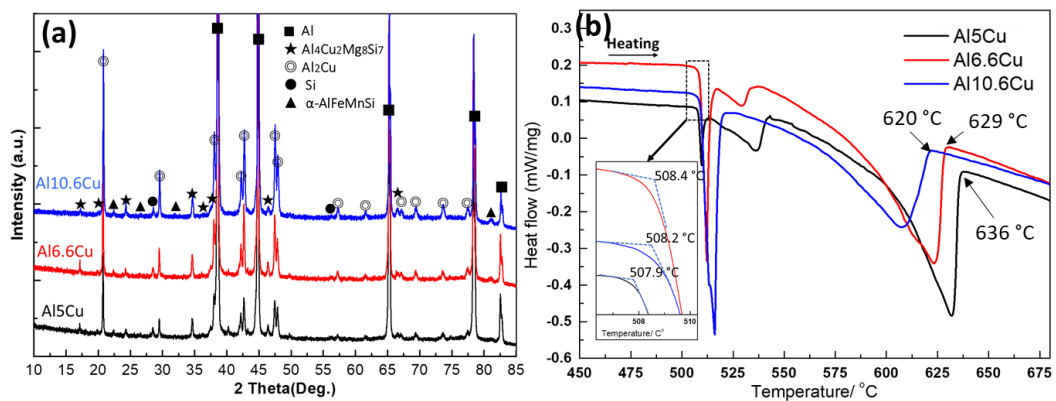 (a)
Al
Al₄Cu₂Mg₈Si₇
Al₂Cu
Si
α-AlFeMnSi
Al10.6Cu
Al6.6Cu
Al5Cu
Intensity (a.u.)
10 15 20 25 30 35 40 45 50 55 60 65 70 75 80 85
2 Theta(Deg.)
(b)
Heating
Al5Cu
Al6.6Cu
Al10.6Cu
620 °C
629 °C
636 °C
508.4 °C
508.2 °C
507.9 °C
508 510
Temperature/ C°
0.3
0.2
0.1
0.0
-0.1
-0.2
-0.3
-0.4
-0.5
-0.6
Heat flow (mW/mg)
450 475 500 525 550 575 600 625 650 675
Temperature/ °C